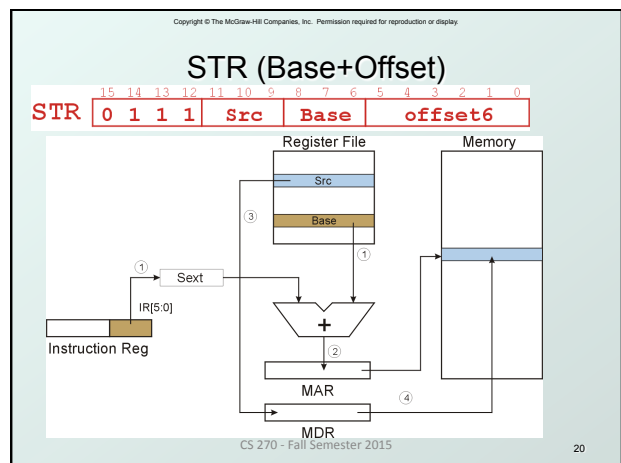 Copyright © The McGraw-Hill Companies, Inc. Permission required for reproduction or display.
STR (Base+Offset)
15 14 13 12 11 10 9 8 7 6 5 4 3 2 1 0
STR 0 1 1 1 Src Base offset6
Register File Memory
Src
3
Base
1
1
Sext
IR[5:0]
+
Instruction Reg
2
MAR
4
MDR
CS 270 - Fall Semester 2015
20